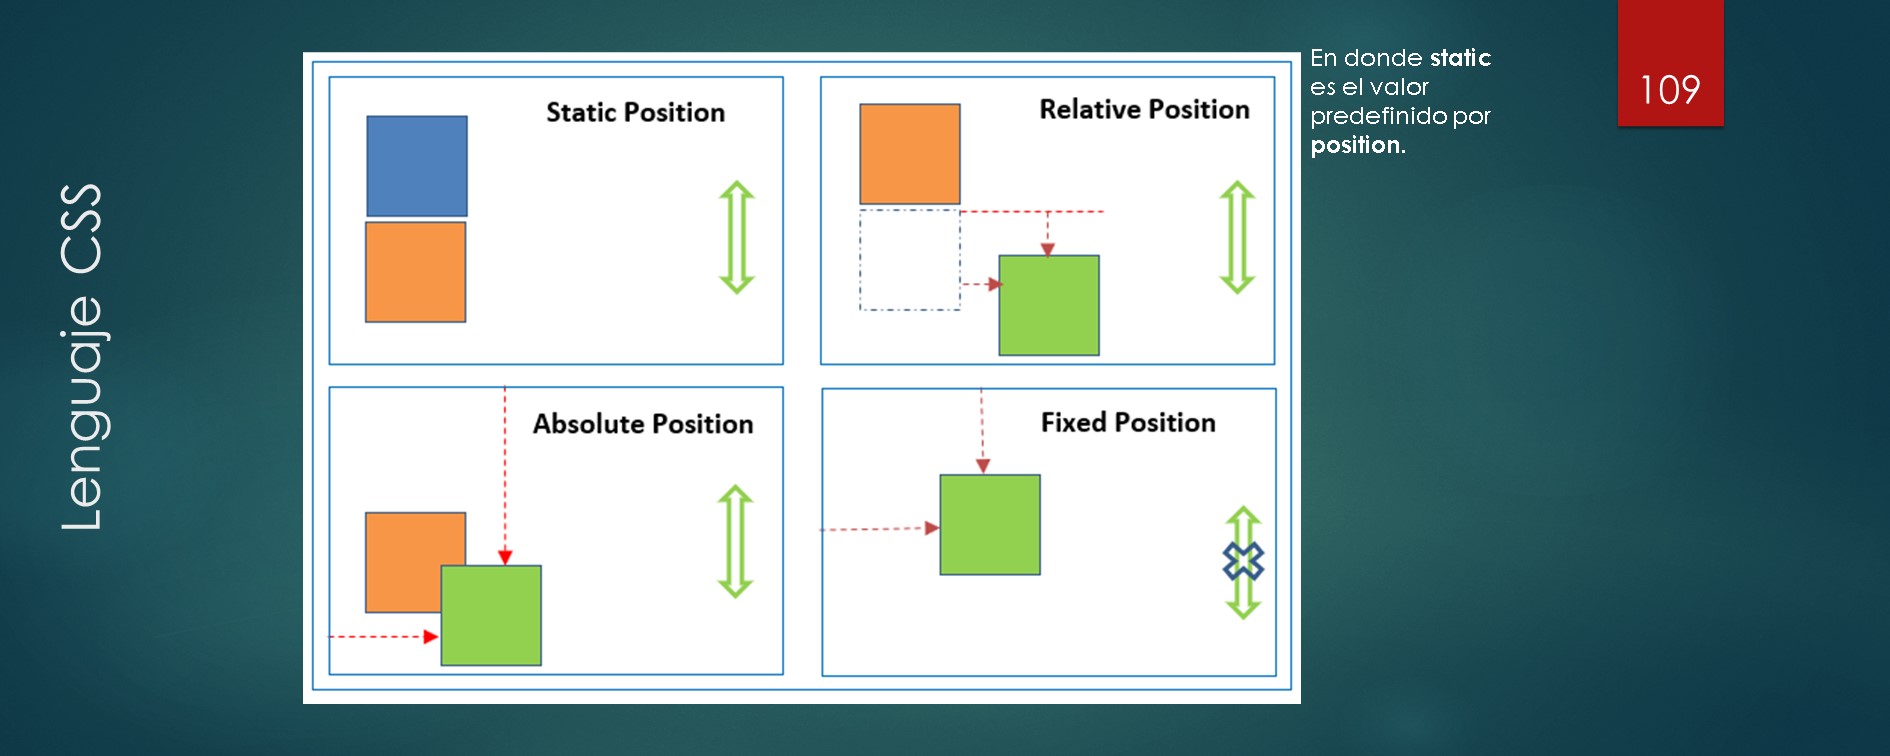 Lenguaje CSS
Static Position
Relative Position
Absolute Position
Fixed Position
En donde static
es el valor
predefinido por
position.
109